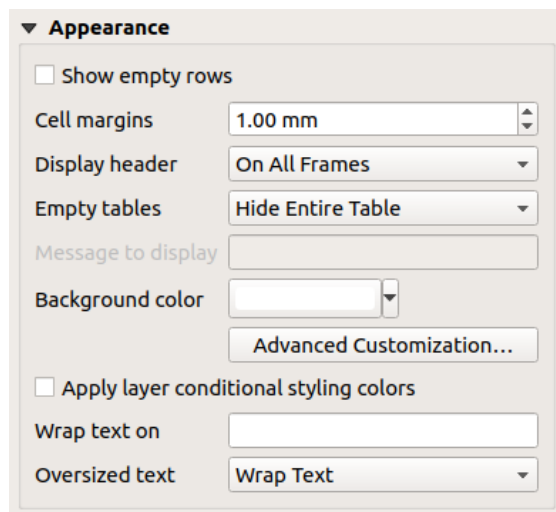 Appearance
Show empty rows
Cell margins 1.00 mm
Display header On All Frames
Empty tables Hide Entire Table
Message to display
Background color
Advanced Customization…
Apply layer conditional styling colors
Wrap text on
Oversized text Wrap Text